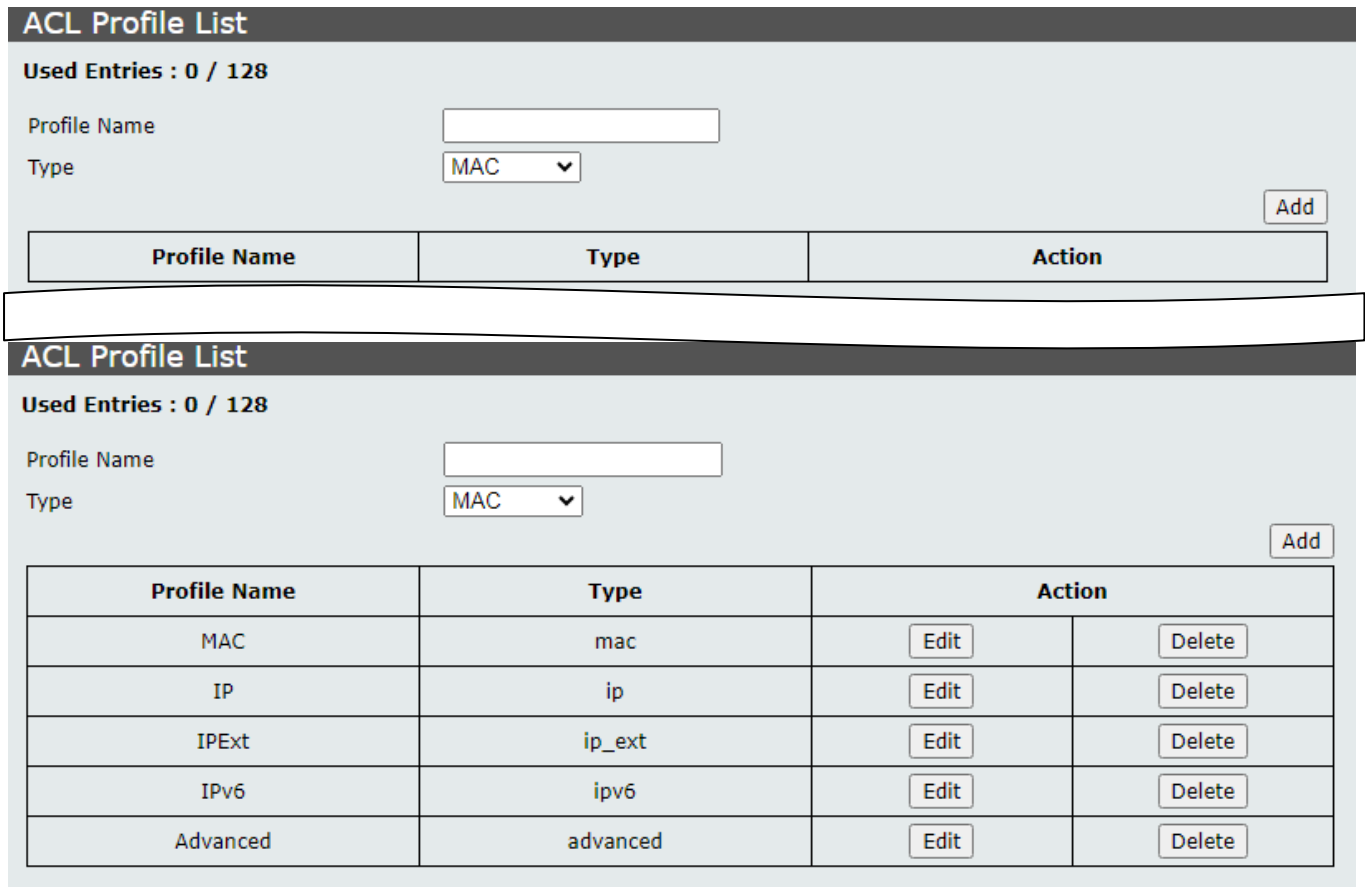 ACL Profile List
Used Entries : 0 / 128
Profile Name
Type MAC
Add
Profile Name Type Action
ACL Profile List
Used Entries : 0 / 128
Profile Name
Type MAC
Add
Profile Name Type Action
MAC mac Edit Delete
IP ip Edit Delete
IPExt ip_ext Edit Delete
IPv6 ipv6 Edit Delete
Advanced advanced Edit Delete